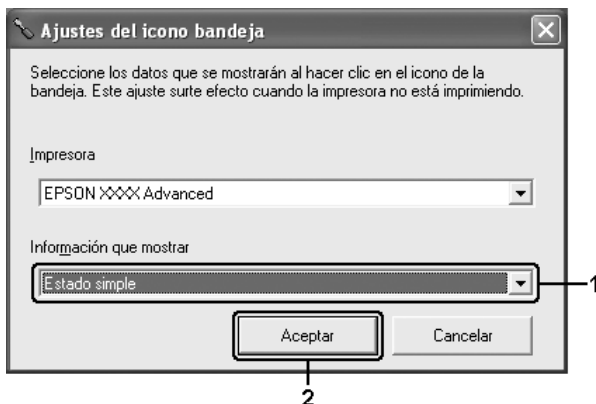 Ajustes del icono bandeja
Seleccione los datos que se mostrarán al hacer clic en el icono de la
bandeja. Este ajuste surte efecto cuando la impresora no está imprimiendo.
Impresora
EPSON XXXX Advanced
Información que mostrar
Estado simple
1
Aceptar
Cancelar
2